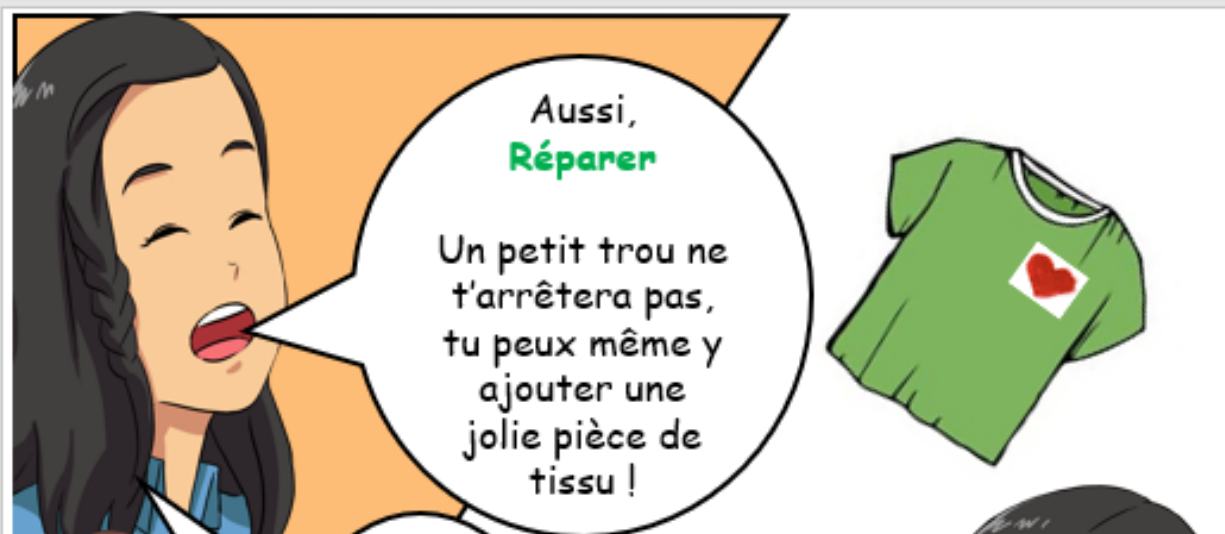 Aussi,
Réparer
Un petit trou ne
t'arrêtera pas,
tu peux même y
ajouter une
jolie pièce de
tissu !